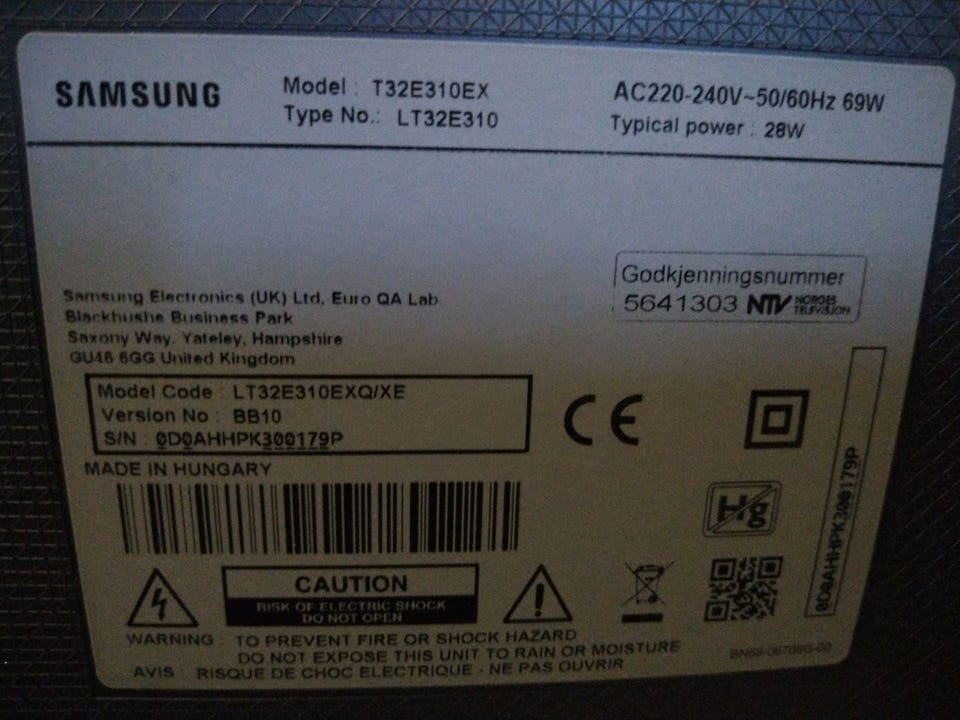 SAMSUNG
Model : T32E310EX
Type No.: LT32E310
AC220-240V~50/60Hz 69W
Typical power : 28W
Godkjenningsnummer
5641303 NTV NORGES TELEVISJON
Samsung Electronics (UK) Ltd, Euro QA Lab.
Blackhushe Business Park
Saxony Way, Yateley, Hampshire
GU46 6GG United Kingdom
Model Code : LT32E310EXQ/XE
Version No : BB10
S/N : 0D0AHHPK300179P
MADE IN HUNGARY
CE
Hg
0D0AHHPK300179P
CAUTION
RISK OF ELECTRIC SHOCK
DO NOT OPEN
WARNING : TO PREVENT FIRE OR SHOCK HAZARD
DO NOT EXPOSE THIS UNIT TO RAIN OR MOISTURE
AVIS : RISQUE DE CHOC ELECTRIQUE - NE PAS OUVRIR